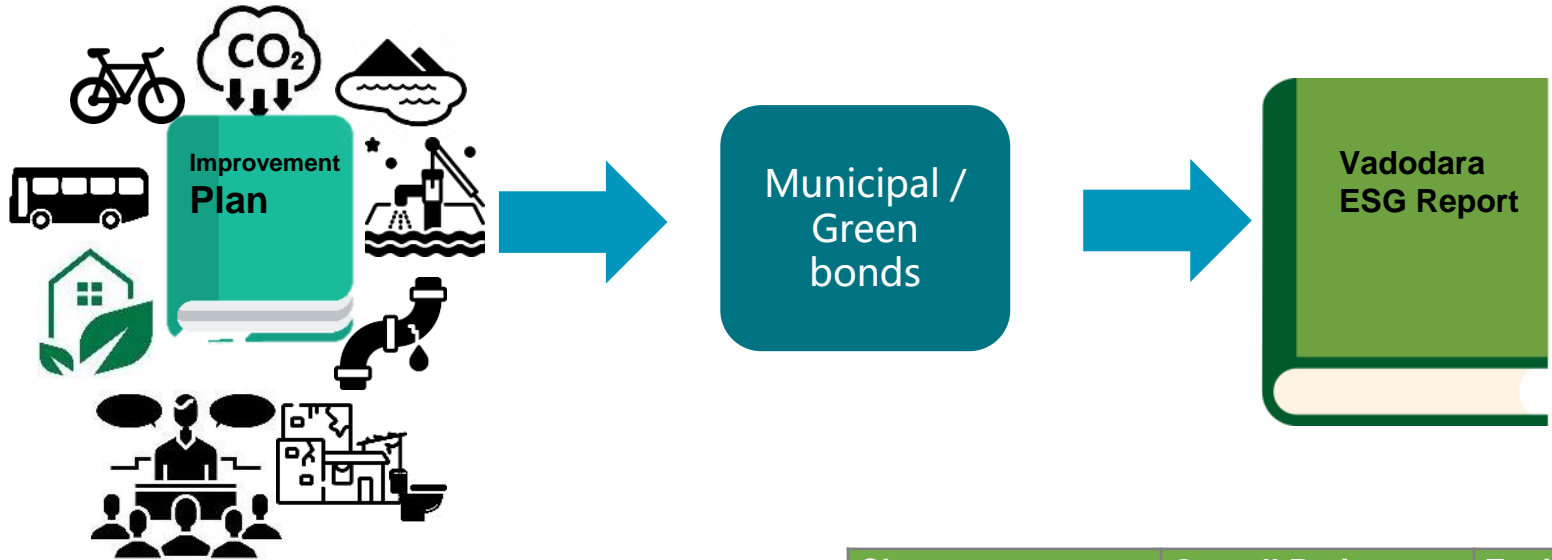 CO₂
Improvement
Plan
Municipal /
Green
bonds
Vadodara
ESG Report